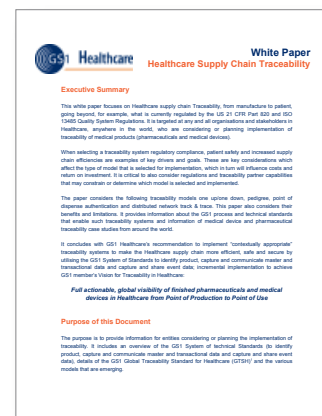 GS1 Healthcare
White Paper
Healthcare Supply Chain Traceability
Executive Summary
This white paper focuses on Healthcare supply chain Traceability, from manufacture to patient,
going beyond, for example, what is currently regulated by the US 21 CFR Part 820 and ISO
13485 Quality System Regulations. It is targeted at any and all organisations and stakeholders in
Healthcare, anywhere in the world, who are considering or planning implementation of
traceability of medical products (pharmaceuticals and medical devices).
When selecting a traceability system regulatory compliance, patient safety and increased supply
chain efficiencies are examples of key drivers and goals. These are key considerations which
affect the type of model that is selected for implementation, which in turn will influence costs and
return on investment. It is critical to also consider regulations and traceability partner capabilities
that may constrain or determine which model is selected and implemented.
The paper considers the following traceability models one up/one down, pedigree, point of
dispense authentication and distributed network track & trace. This paper also considers their
benefits and limitations. It provides information about the GS1 process and technical standards
that enable such traceability systems and information of medical device and pharmaceutical
traceability case studies from around the world.
It concludes with GS1 Healthcare's recommendation to implement "contextually appropriate"
traceability systems to make the Healthcare supply chain more efficient, safe and secure by
utilising the GS1 System of Standards to identify product, capture and communicate master and
transactional data and capture and share event data; incremental implementation to achieve
GS1 member's Vision for Traceability in Healthcare:
Full actionable, global visibility of finished pharmaceuticals and medical
devices in Healthcare from Point of Production to Point of Use
Purpose of this Document
The purpose is to provide information for entities considering or planning the implementation of
traceability. It includes an overview of the GS1 System of technical Standards (to identify
product, capture and communicate master and transactional data and capture and share event
data), details of the GS1 Global Traceability Standard for Healthcare (GTSH)¹ and the various
models that are emerging.